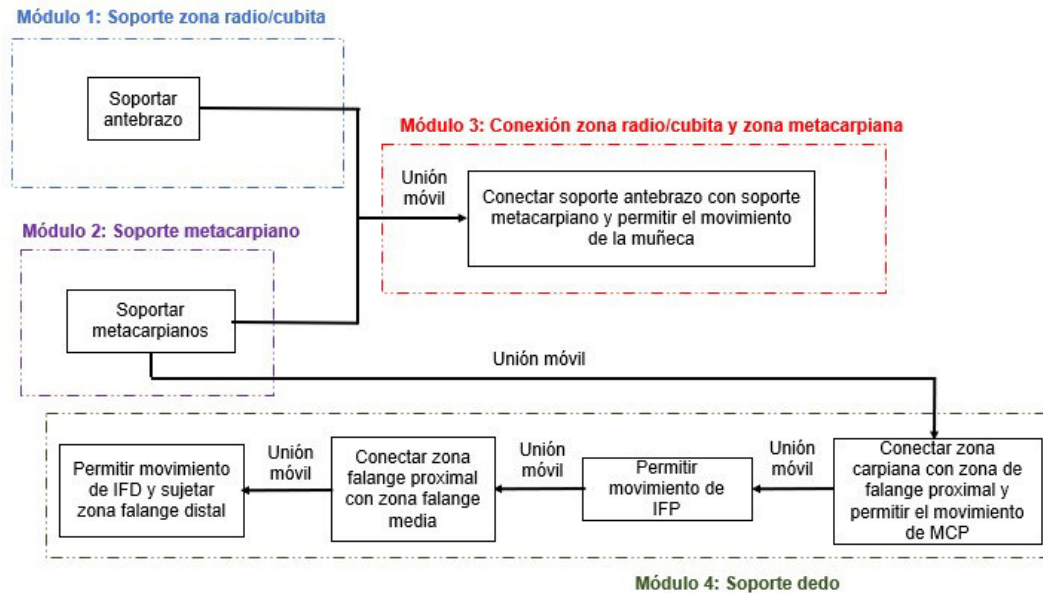 Módulo 1: Soporte zona radio/cubita
Soportar
antebrazo
Módulo 3: Conexión zona radio/cubita y zona metacarpiana
Unión
móvil
Conectar soporte antebrazo con soporte
metacarpiano y permitir el movimiento
de la muñeca
Módulo 2: Soporte metacarpiano
Soportar
metacarpianos
Unión móvil
Permitir movimiento
de IFD y sujetar
zona falange distal
Unión
móvil
Conectar zona
falange proximal
con zona falange
media
Unión
móvil
Permitir
movimiento de
IFP
Unión
móvil
Conectar zona
carpiana con zona de
falange proximal y
permitir el movimiento
de MCP
Módulo 4: Soporte dedo